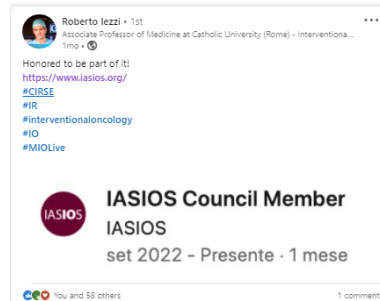 Roberto Iezzi • 1st
Associate Professor of Medicine at Catholic University (Rome) - Interventiona...
1mo •
Honored to be part of it!
https://www.iasios.org/
#CIRSE
#IR
#interventionaloncology
#IO
#MIOLive
IASIOS
IASIOS Council Member
IASIOS
set 2022 - Presente · 1 mese
You and 58 others
1 comment